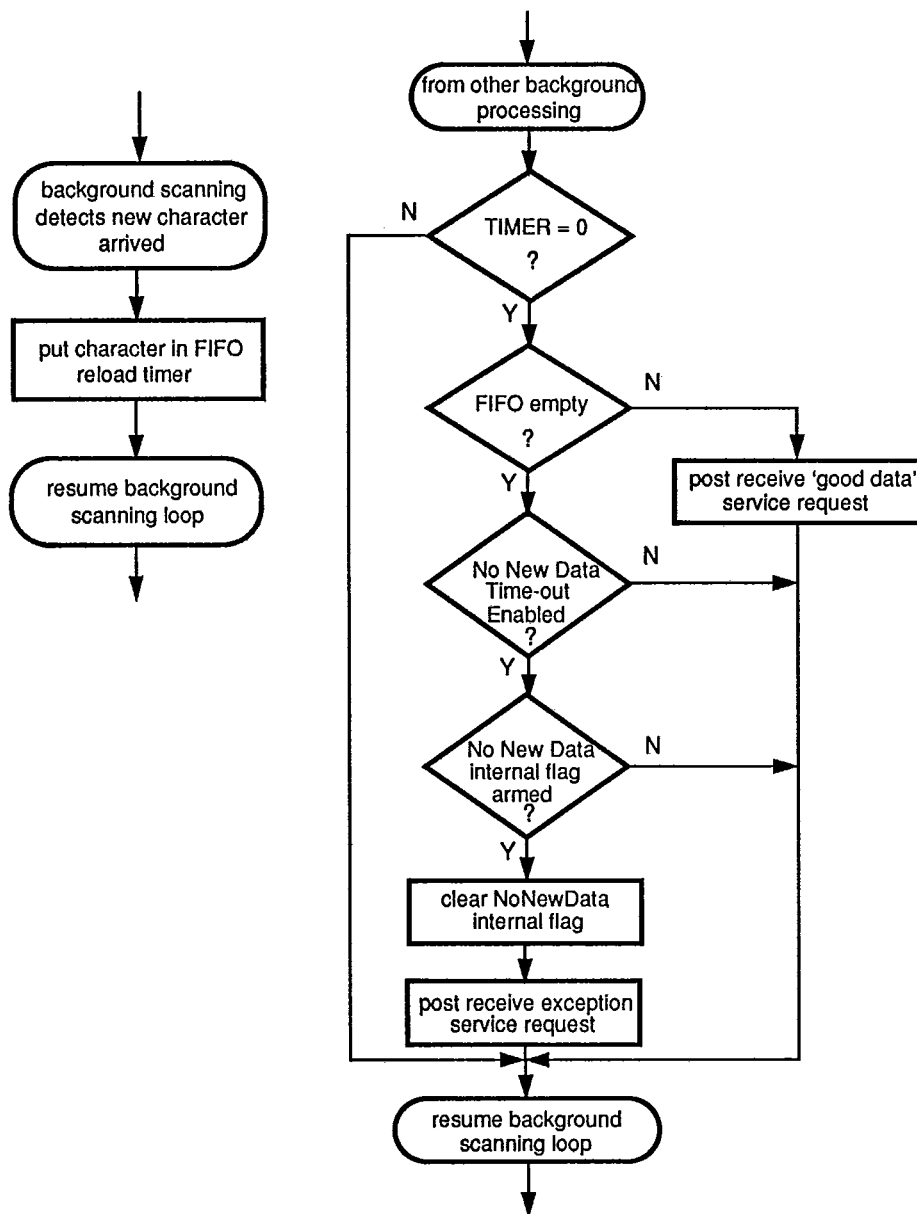 background scanning
detects new character
arrived
put character in FIFO
reload timer
resume background
scanning loop
from other background
processing
TIMER = 0
?
N
Y
FIFO empty
?
N
Y
post receive 'good data'
service request
No New Data
Time-out
Enabled
?
N
Y
No New Data
internal flag
armed
?
N
Y
clear NoNewData
internal flag
post receive exception
service request
resume background
scanning loop